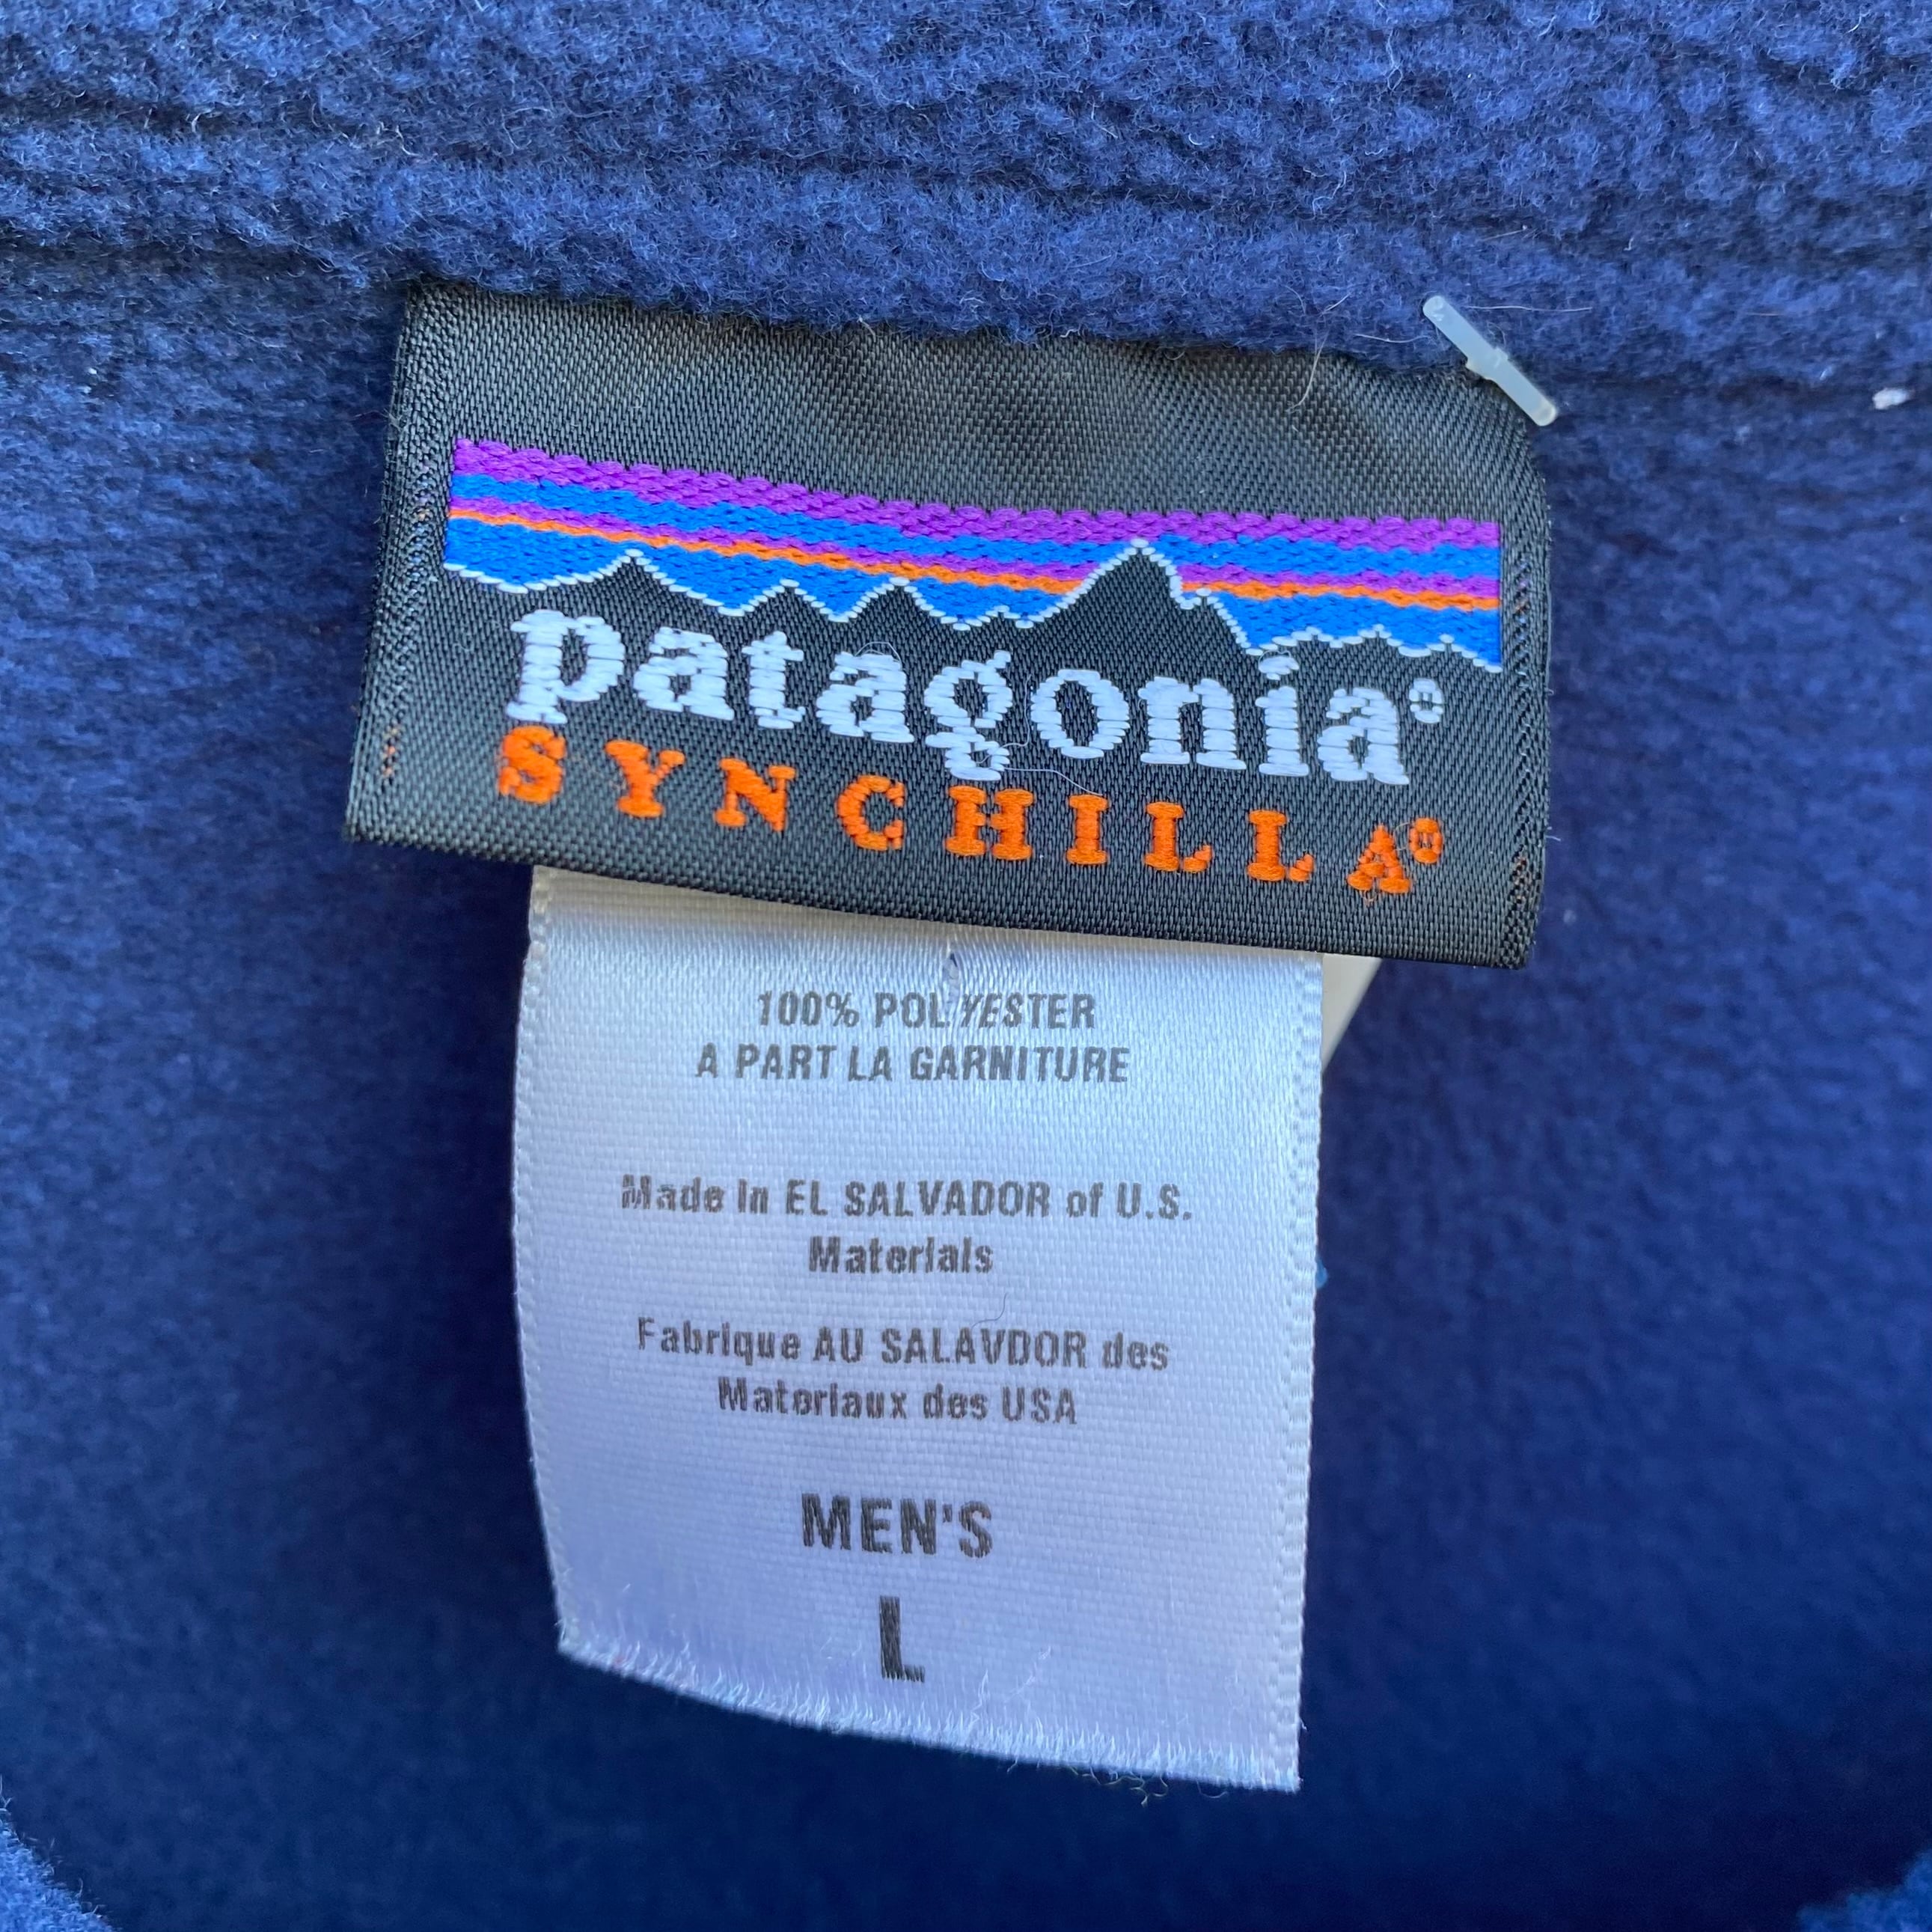 patagonia®
SYNCHILLA®
100% POLYESTER
A PART LA GARNITURE
Made in EL SALVADOR of U.S.
Materials
Fabrique AU SALAVDOR des
Materiaux des USA
MEN'S
L